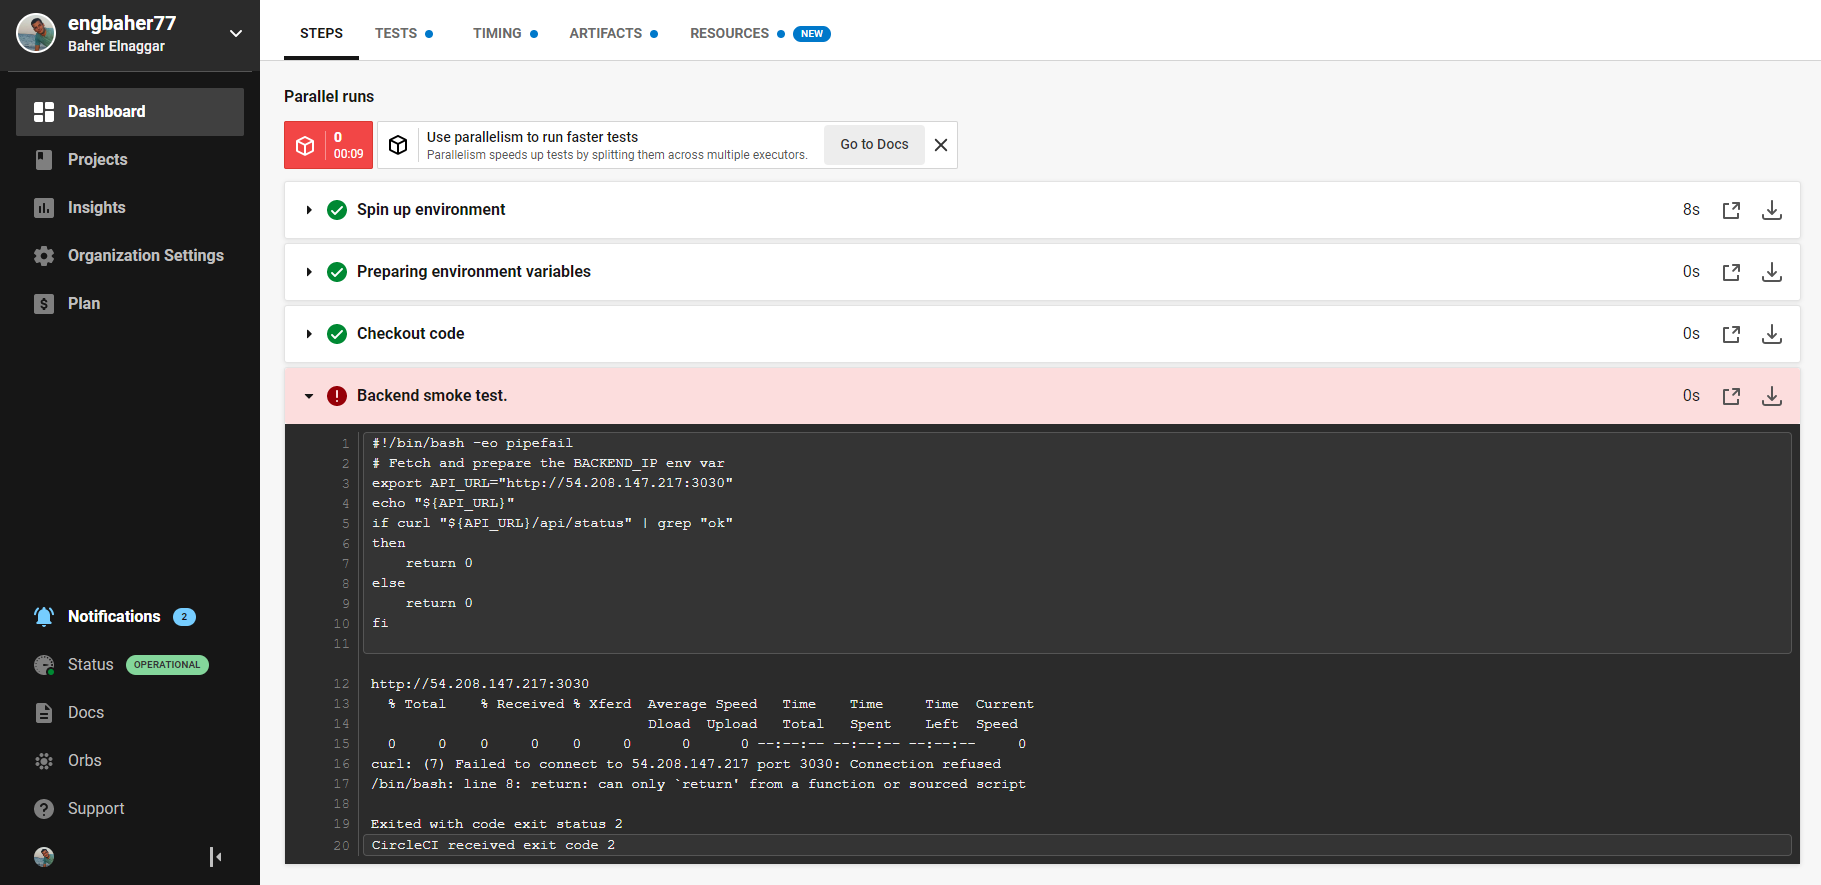 engbaher77
Baher Elnaggar
Dashboard
Projects
Insights
Organization Settings
Plan
Notifications 2
Status OPERATIONAL
Docs
Orbs
Support
STEPS TESTS TIMING ARTIFACTS RESOURCES NEW
Parallel runs
0
00:09
Use parallelism to run faster tests
Parallelism speeds up tests by splitting them across multiple executors.
Go to Docs
Spin up environment 8s
Preparing environment variables 0s
Checkout code 0s
Backend smoke test. 0s
1 #!/bin/bash -eo pipefail
2 # Fetch and prepare the BACKEND_IP env var
3 export API_URL="http://54.208.147.217:3030"
4 echo "${API_URL}"
5 if curl "${API_URL}/api/status" | grep "ok"
6 then
7     return 0
8 else
9     return 0
10 fi
11
12 http://54.208.147.217:3030
13   % Total    % Received % Xferd  Average Speed   Time    Time     Time  Current
14                                  Dload  Upload   Total   Spent    Left  Speed
15   0     0    0     0    0     0      0      0 --:--:-- --:--:-- --:--:--     0
16 curl: (7) Failed to connect to 54.208.147.217 port 3030: Connection refused
17 /bin/bash: line 8: return: can only `return' from a function or sourced script
18
19 Exited with code exit status 2
20 CircleCI received exit code 2